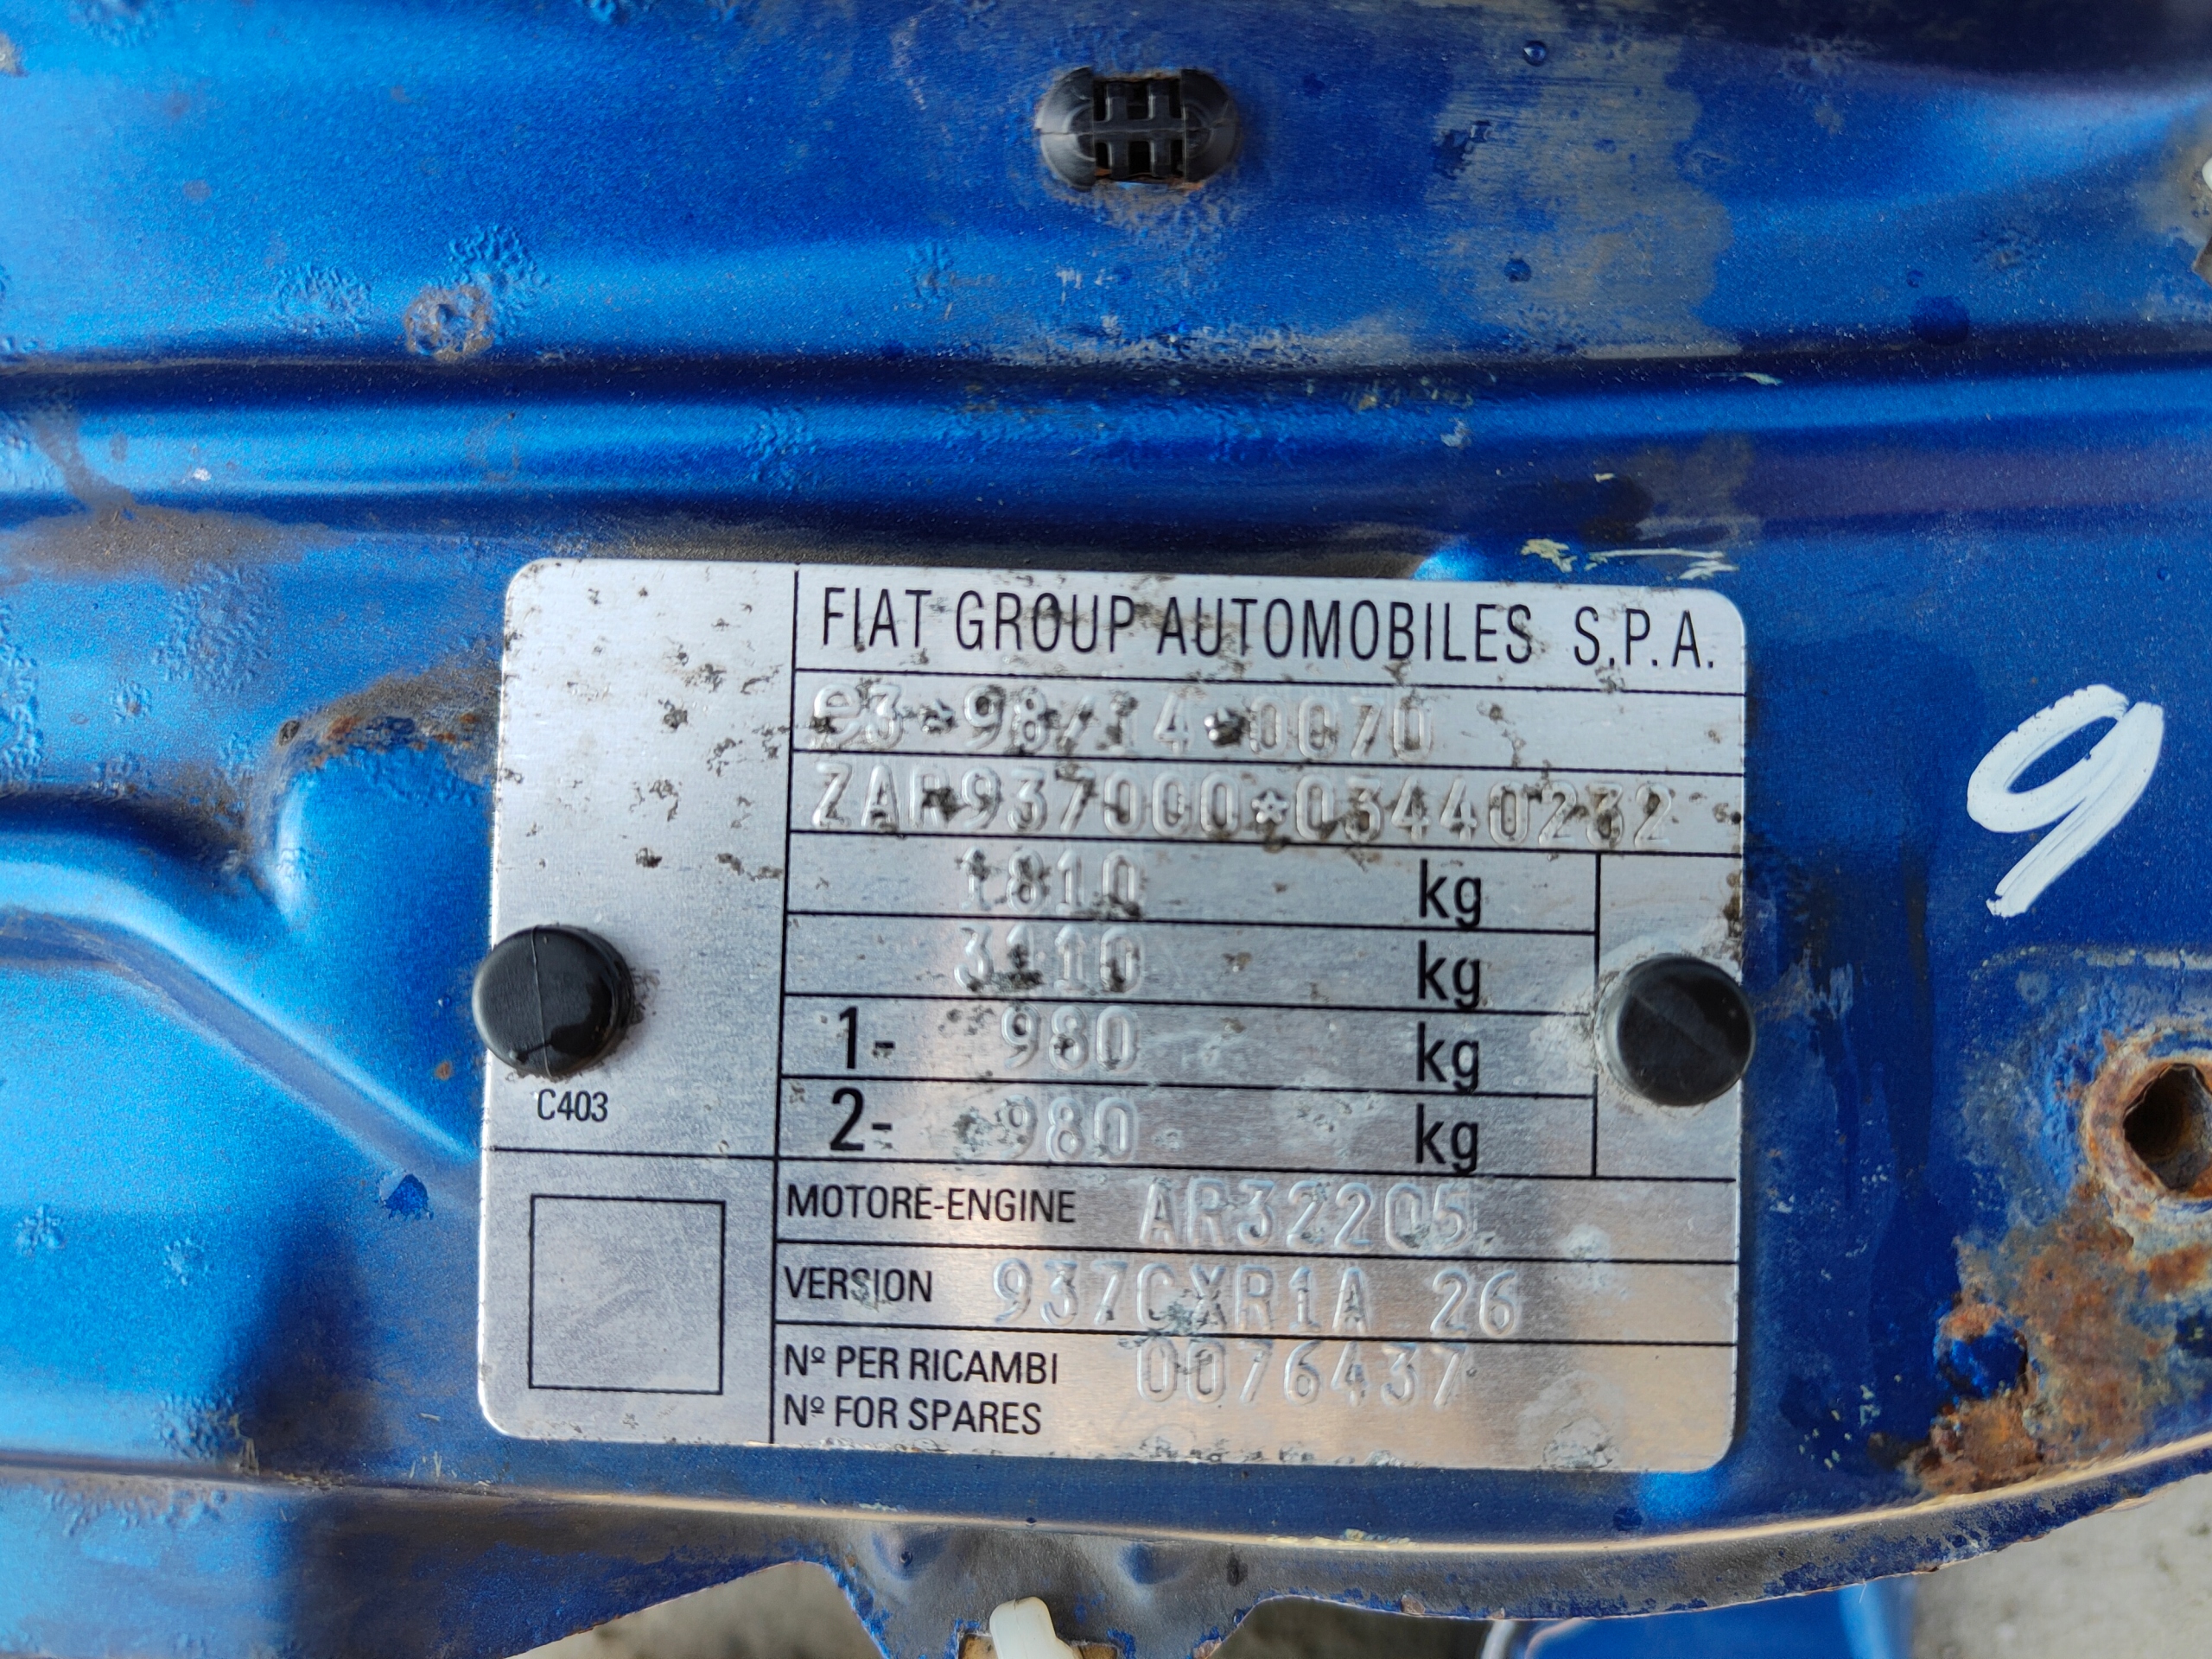 FIAT GROUP AUTOMOBILES S.P.A.
93*98/14*0070
ZAR937000*03440232
1810 kg
3110 kg
1- 980 kg
2- 980 kg
C403
MOTORE-ENGINE AR32205
VERSION 937CXR1A 26
Nº PER RICAMBI 0076437
Nº FOR SPARES
9